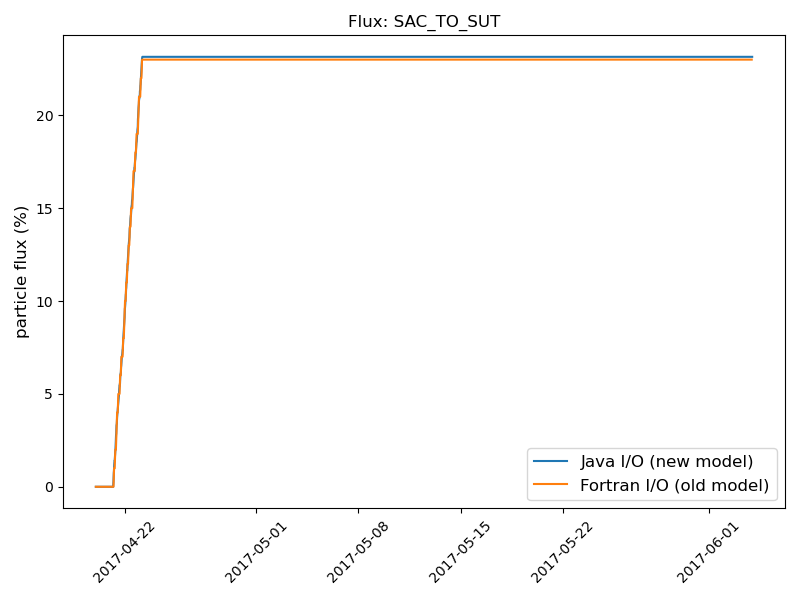 Flux: SAC_TO_SUT
particle flux (%)
20
15
10
5
0
Java I/O (new model)
Fortran I/O (old model)
2017-04-22
2017-05-01
2017-05-08
2017-05-15
2017-05-22
2017-06-01